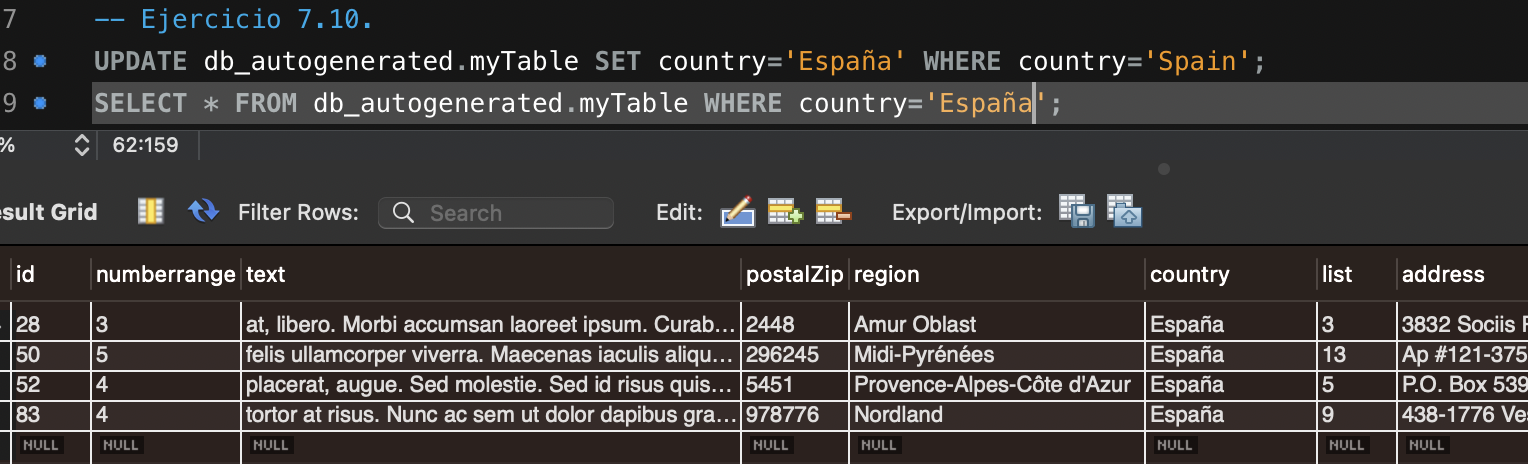 7 -- Ejercicio 7.10.
8 UPDATE db_autogenerated.myTable SET country='España' WHERE country='Spain';
9 SELECT * FROM db_autogenerated.myTable WHERE country='España';
% 62:159
esult Grid Filter Rows: Search Edit: Export/Import:
id numberrange text postalZip region country list address
28 3 at, libero. Morbi accumsan laoreet ipsum. Curab... 2448 Amur Oblast España 3 3832 Sociis
50 5 felis ullamcorper viverra. Maecenas iaculis aliqu... 296245 Midi-Pyrénées España 13 Ap #121-375
52 4 placerat, augue. Sed molestie. Sed id risus quis... 5451 Provence-Alpes-Côte d'Azur España 5 P.O. Box 539
83 4 tortor at risus. Nunc ac sem ut dolor dapibus gra... 978776 Nordland España 9 438-1776 Ves
NULL NULL NULL NULL NULL NULL NULL NULL